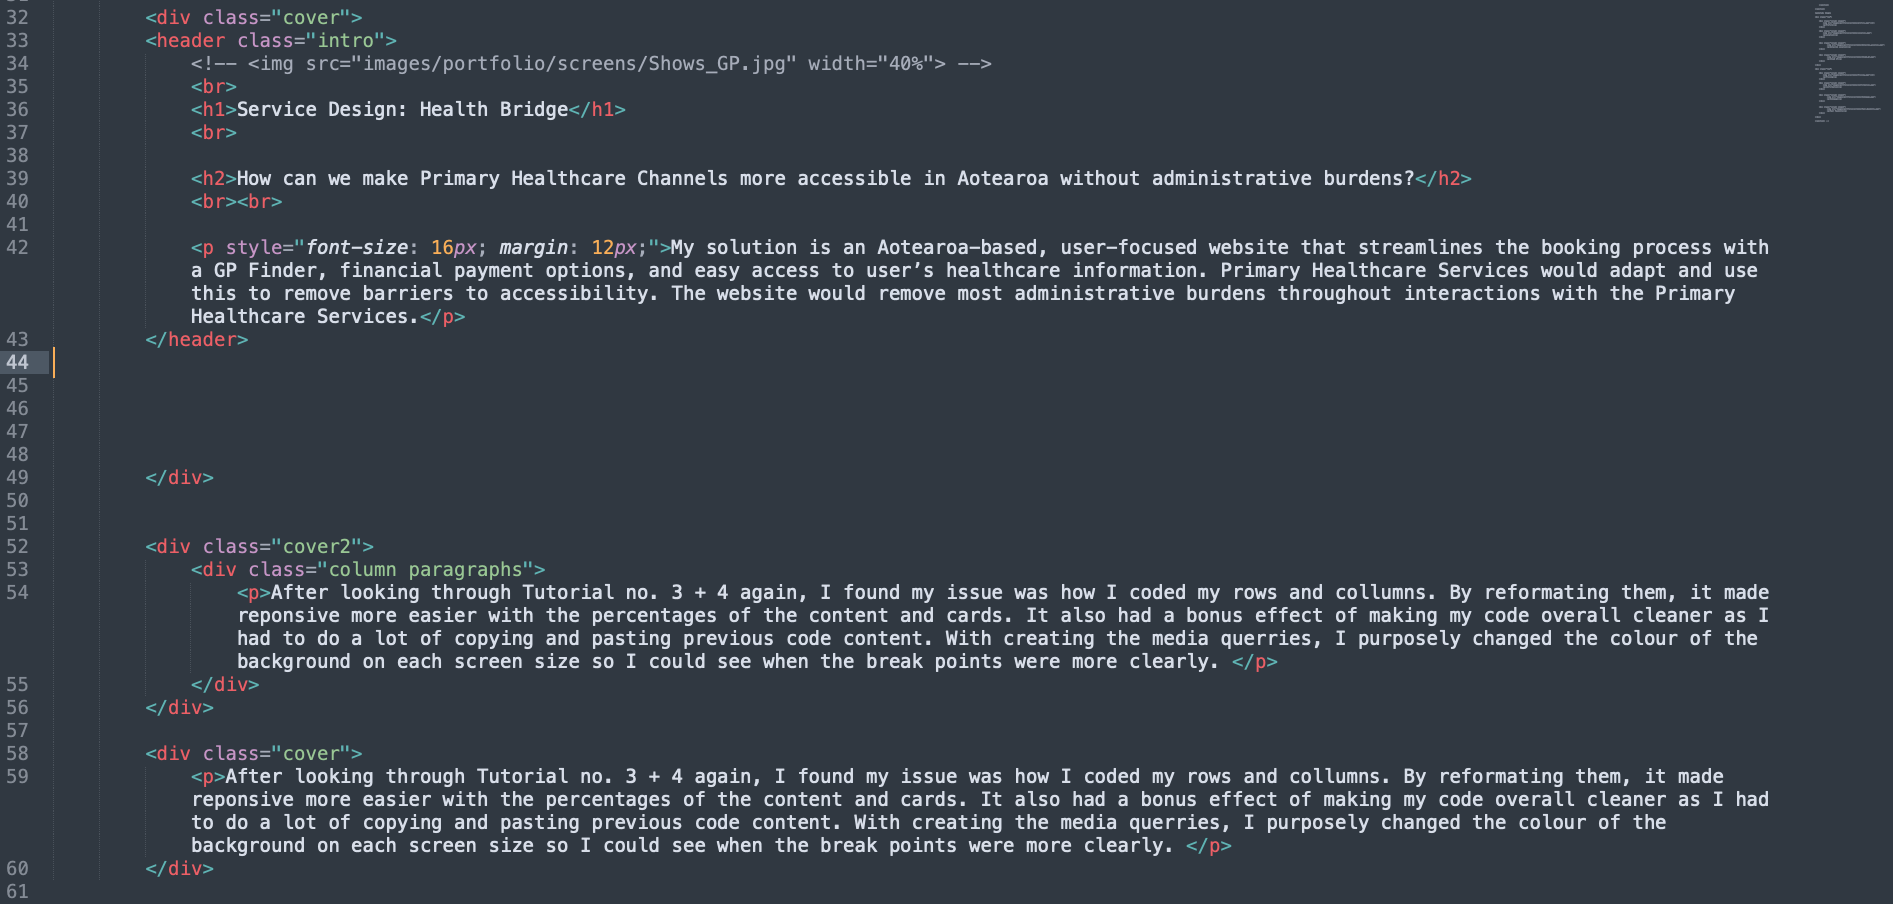 32 <div class="cover">
33 <header class="intro">
34 <!-- <img src="images/portfolio/screens/Shows_GP.jpg" width="40%"> -->
35 <br>
36 <h1>Service Design: Health Bridge</h1>
37 <br>
38
39 <h2>How can we make Primary Healthcare Channels more accessible in Aotearoa without administrative burdens?</h2>
40 <br><br>
41
42 <p style="font-size: 16px; margin: 12px;">My solution is an Aotearoa-based, user-focused website that streamlines the booking process with
a GP Finder, financial payment options, and easy access to user’s healthcare information. Primary Healthcare Services would adapt and use
this to remove barriers to accessibility. The website would remove most administrative burdens throughout interactions with the Primary
Healthcare Services.</p>
43 </header>
44
45
46
47
48
49 </div>
50
51
52 <div class="cover2">
53 <div class="column paragraphs">
54 <p>After looking through Tutorial no. 3 + 4 again, I found my issue was how I coded my rows and collumns. By reformating them, it made
reponsive more easier with the percentages of the content and cards. It also had a bonus effect of making my code overall cleaner as I
had to do a lot of copying and pasting previous code content. With creating the media querries, I purposely changed the colour of the
background on each screen size so I could see when the break points were more clearly. </p>
55 </div>
56 </div>
57
58 <div class="cover">
59 <p>After looking through Tutorial no. 3 + 4 again, I found my issue was how I coded my rows and collumns. By reformating them, it made
reponsive more easier with the percentages of the content and cards. It also had a bonus effect of making my code overall cleaner as I had
to do a lot of copying and pasting previous code content. With creating the media querries, I purposely changed the colour of the
background on each screen size so I could see when the break points were more clearly. </p>
60 </div>
61